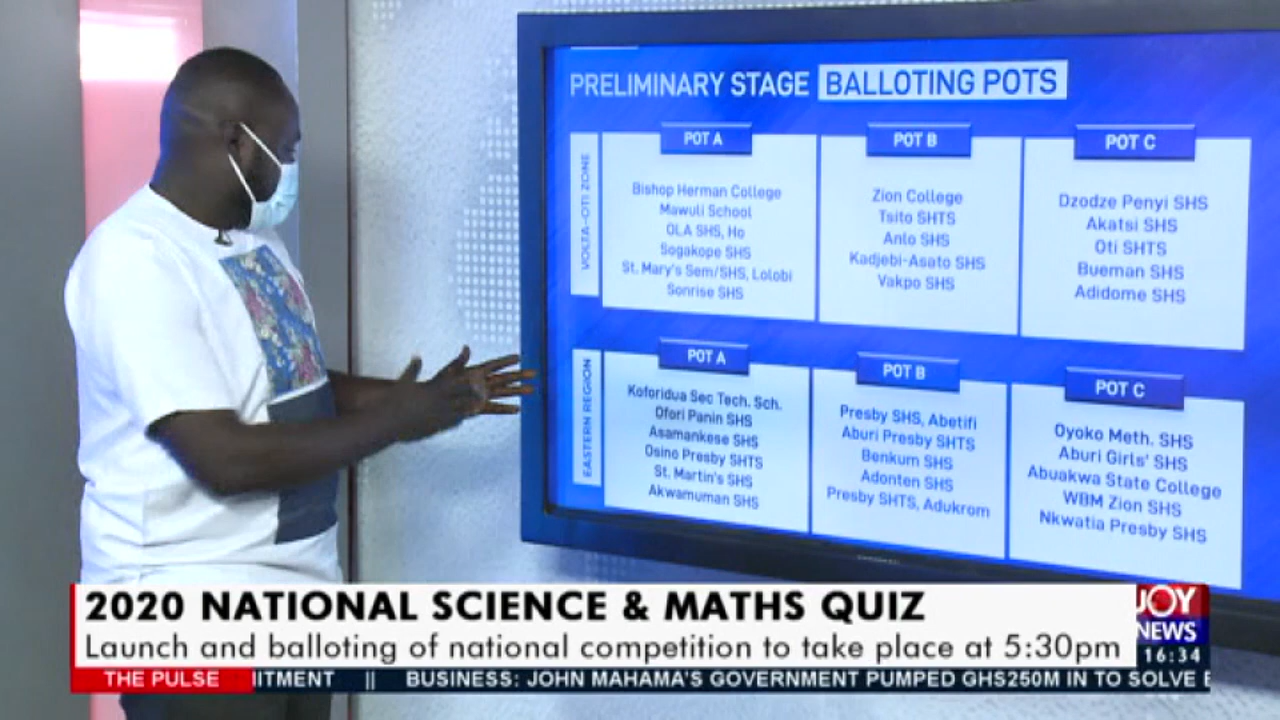 PRELIMINARY STAGE BALLOTING POTS
VOLTA-OTI ZONE
POT A
Bishop Herman College
Mawuli School
OLA SHS, Ho
Sogakope SHS
St. Mary's Sem/SHS, Lolobi
Sonrise SHS
POT B
Zion College
Tsito SHTS
Anlo SHS
Kadjebi-Asato SHS
Vakpo SHS
POT C
Dzodze Penyi SHS
Akatsi SHS
Oti SHTS
Bueman SHS
Adidome SHS
EASTERN REGION
POT A
Koforidua Sec Tech. Sch.
Ofori Panin SHS
Asamankese SHS
Osino Presby SHTS
St. Martin's SHS
Akwamuman SHS
POT B
Presby SHS, Abetifi
Aburi Presby SHTS
Benkum SHS
Adonten SHS
Presby SHTS, Adukrom
POT C
Oyoko Meth. SHS
Aburi Girls' SHS
Abuakwa State College
WBM Zion SHS
Nkwatia Presby SHS
2020 NATIONAL SCIENCE & MATHS QUIZ
Launch and balloting of national competition to take place at 5:30pm
JOY
NEWS
16:34
THE PULSE ITMENT || BUSINESS: JOHN MAHAMA'S GOVERNMENT PUMPED GHS250M IN TO SOLVE